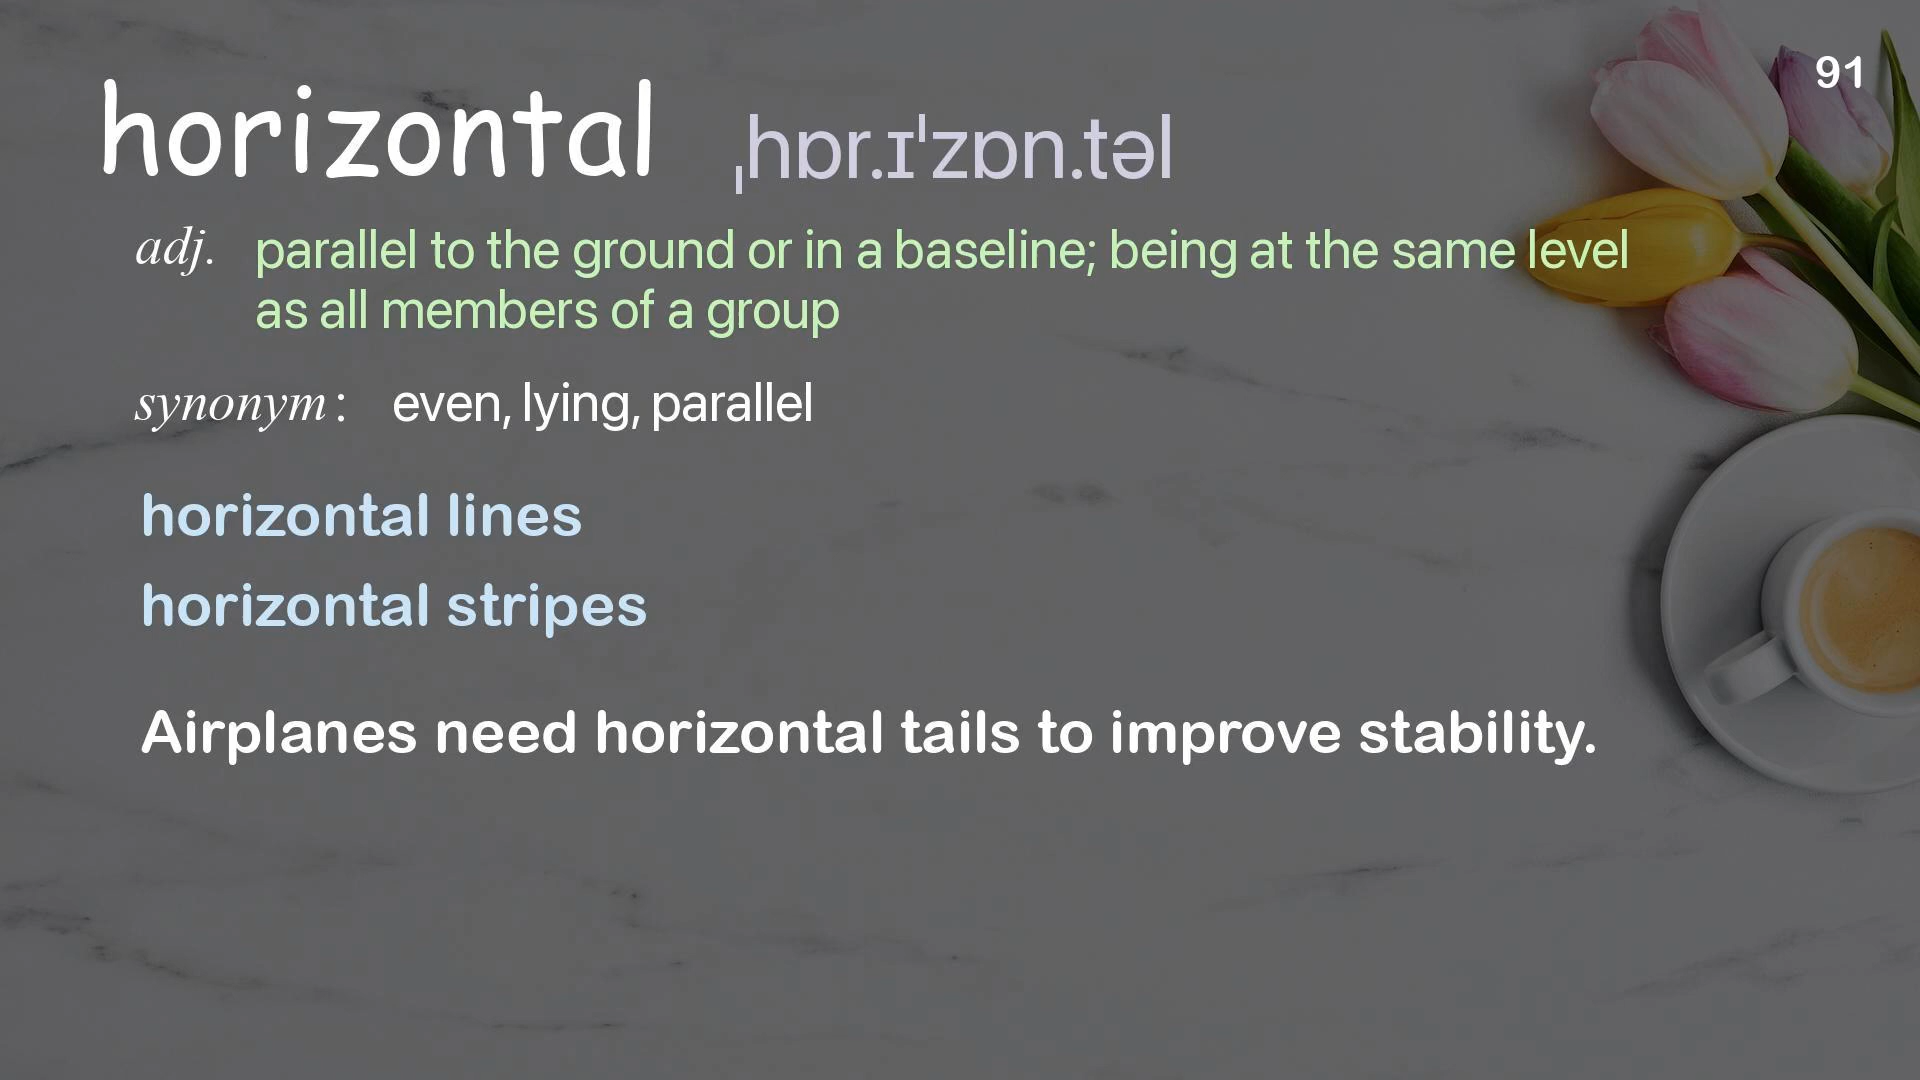 91
horizontal ˌhɒr.ɪˈzɒn.təl
adj. parallel to the ground or in a baseline; being at the same level
as all members of a group
synonym: even, lying, parallel
horizontal lines
horizontal stripes
Airplanes need horizontal tails to improve stability.